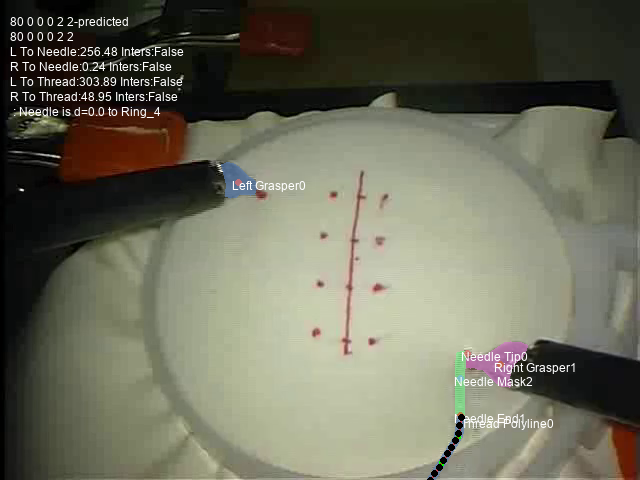 80 0 0 0 2 2-predicted
80 0 0 0 2 2
L To Needle:256.48 Inters:False
R To Needle:0.24 Inters:False
L To Thread:303.89 Inters:False
R To Thread:48.95 Inters:False
: Needle is d=0.0 to Ring_4
Left Grasper0
Needle Tip0
Right Grasper1
Needle Mask2
Needle End1
Thread Polyline0